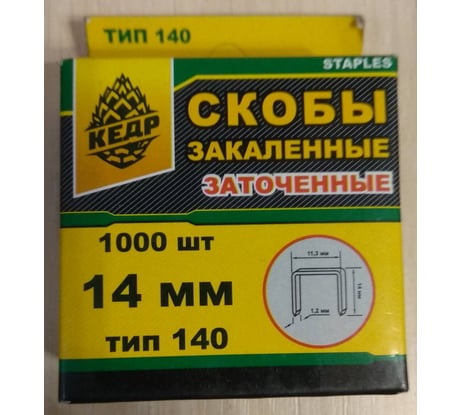 ТИП 140
STAPLES
КЕДР
СКОБЫ
ЗАКАЛЕННЫЕ
ЗАТОЧЕННЫЕ
1000 шт
14 мм
тип 140
11,3 мм
14 мм
1,2 мм